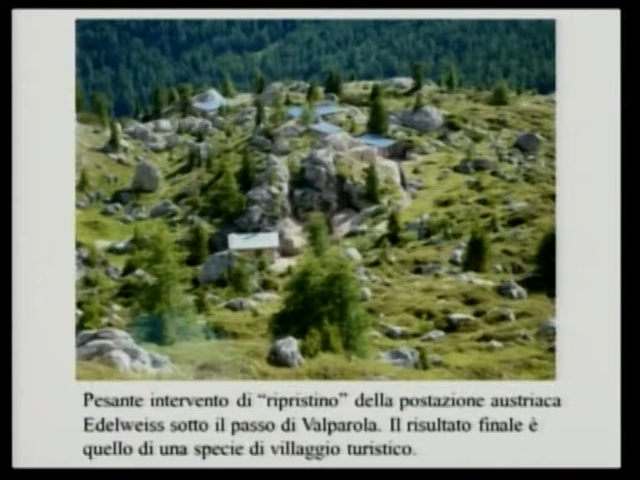 Pesante intervento di “ripristino” della postazione austriaca
Edelweiss sotto il passo di Valparola. Il risultato finale è
quello di una specie di villaggio turistico.